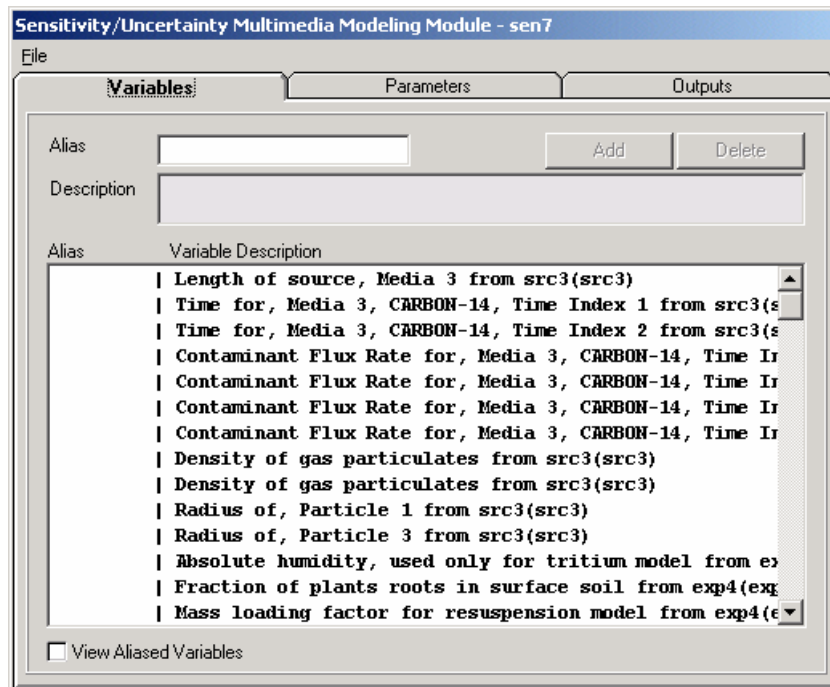 Sensitivity/Uncertainty Multimedia Modeling Module - sen7
File
Variables Parameters Outputs
Alias Add Delete
Description
Alias Variable Description
| Length of source, Media 3 from src3(src3)
| Time for, Media 3, CARBON-14, Time Index 1 from src3(s
| Time for, Media 3, CARBON-14, Time Index 2 from src3(s
| Contaminant Flux Rate for, Media 3, CARBON-14, Time In
| Contaminant Flux Rate for, Media 3, CARBON-14, Time In
| Contaminant Flux Rate for, Media 3, CARBON-14, Time In
| Contaminant Flux Rate for, Media 3, CARBON-14, Time In
| Density of gas particulates from src3(src3)
| Density of gas particulates from src3(src3)
| Radius of, Particle 1 from src3(src3)
| Radius of, Particle 3 from src3(src3)
| Absolute humidity, used only for tritium model from ex
| Fraction of plants roots in surface soil from exp4(exp
| Mass loading factor for resuspension model from exp4(e
View Aliased Variables